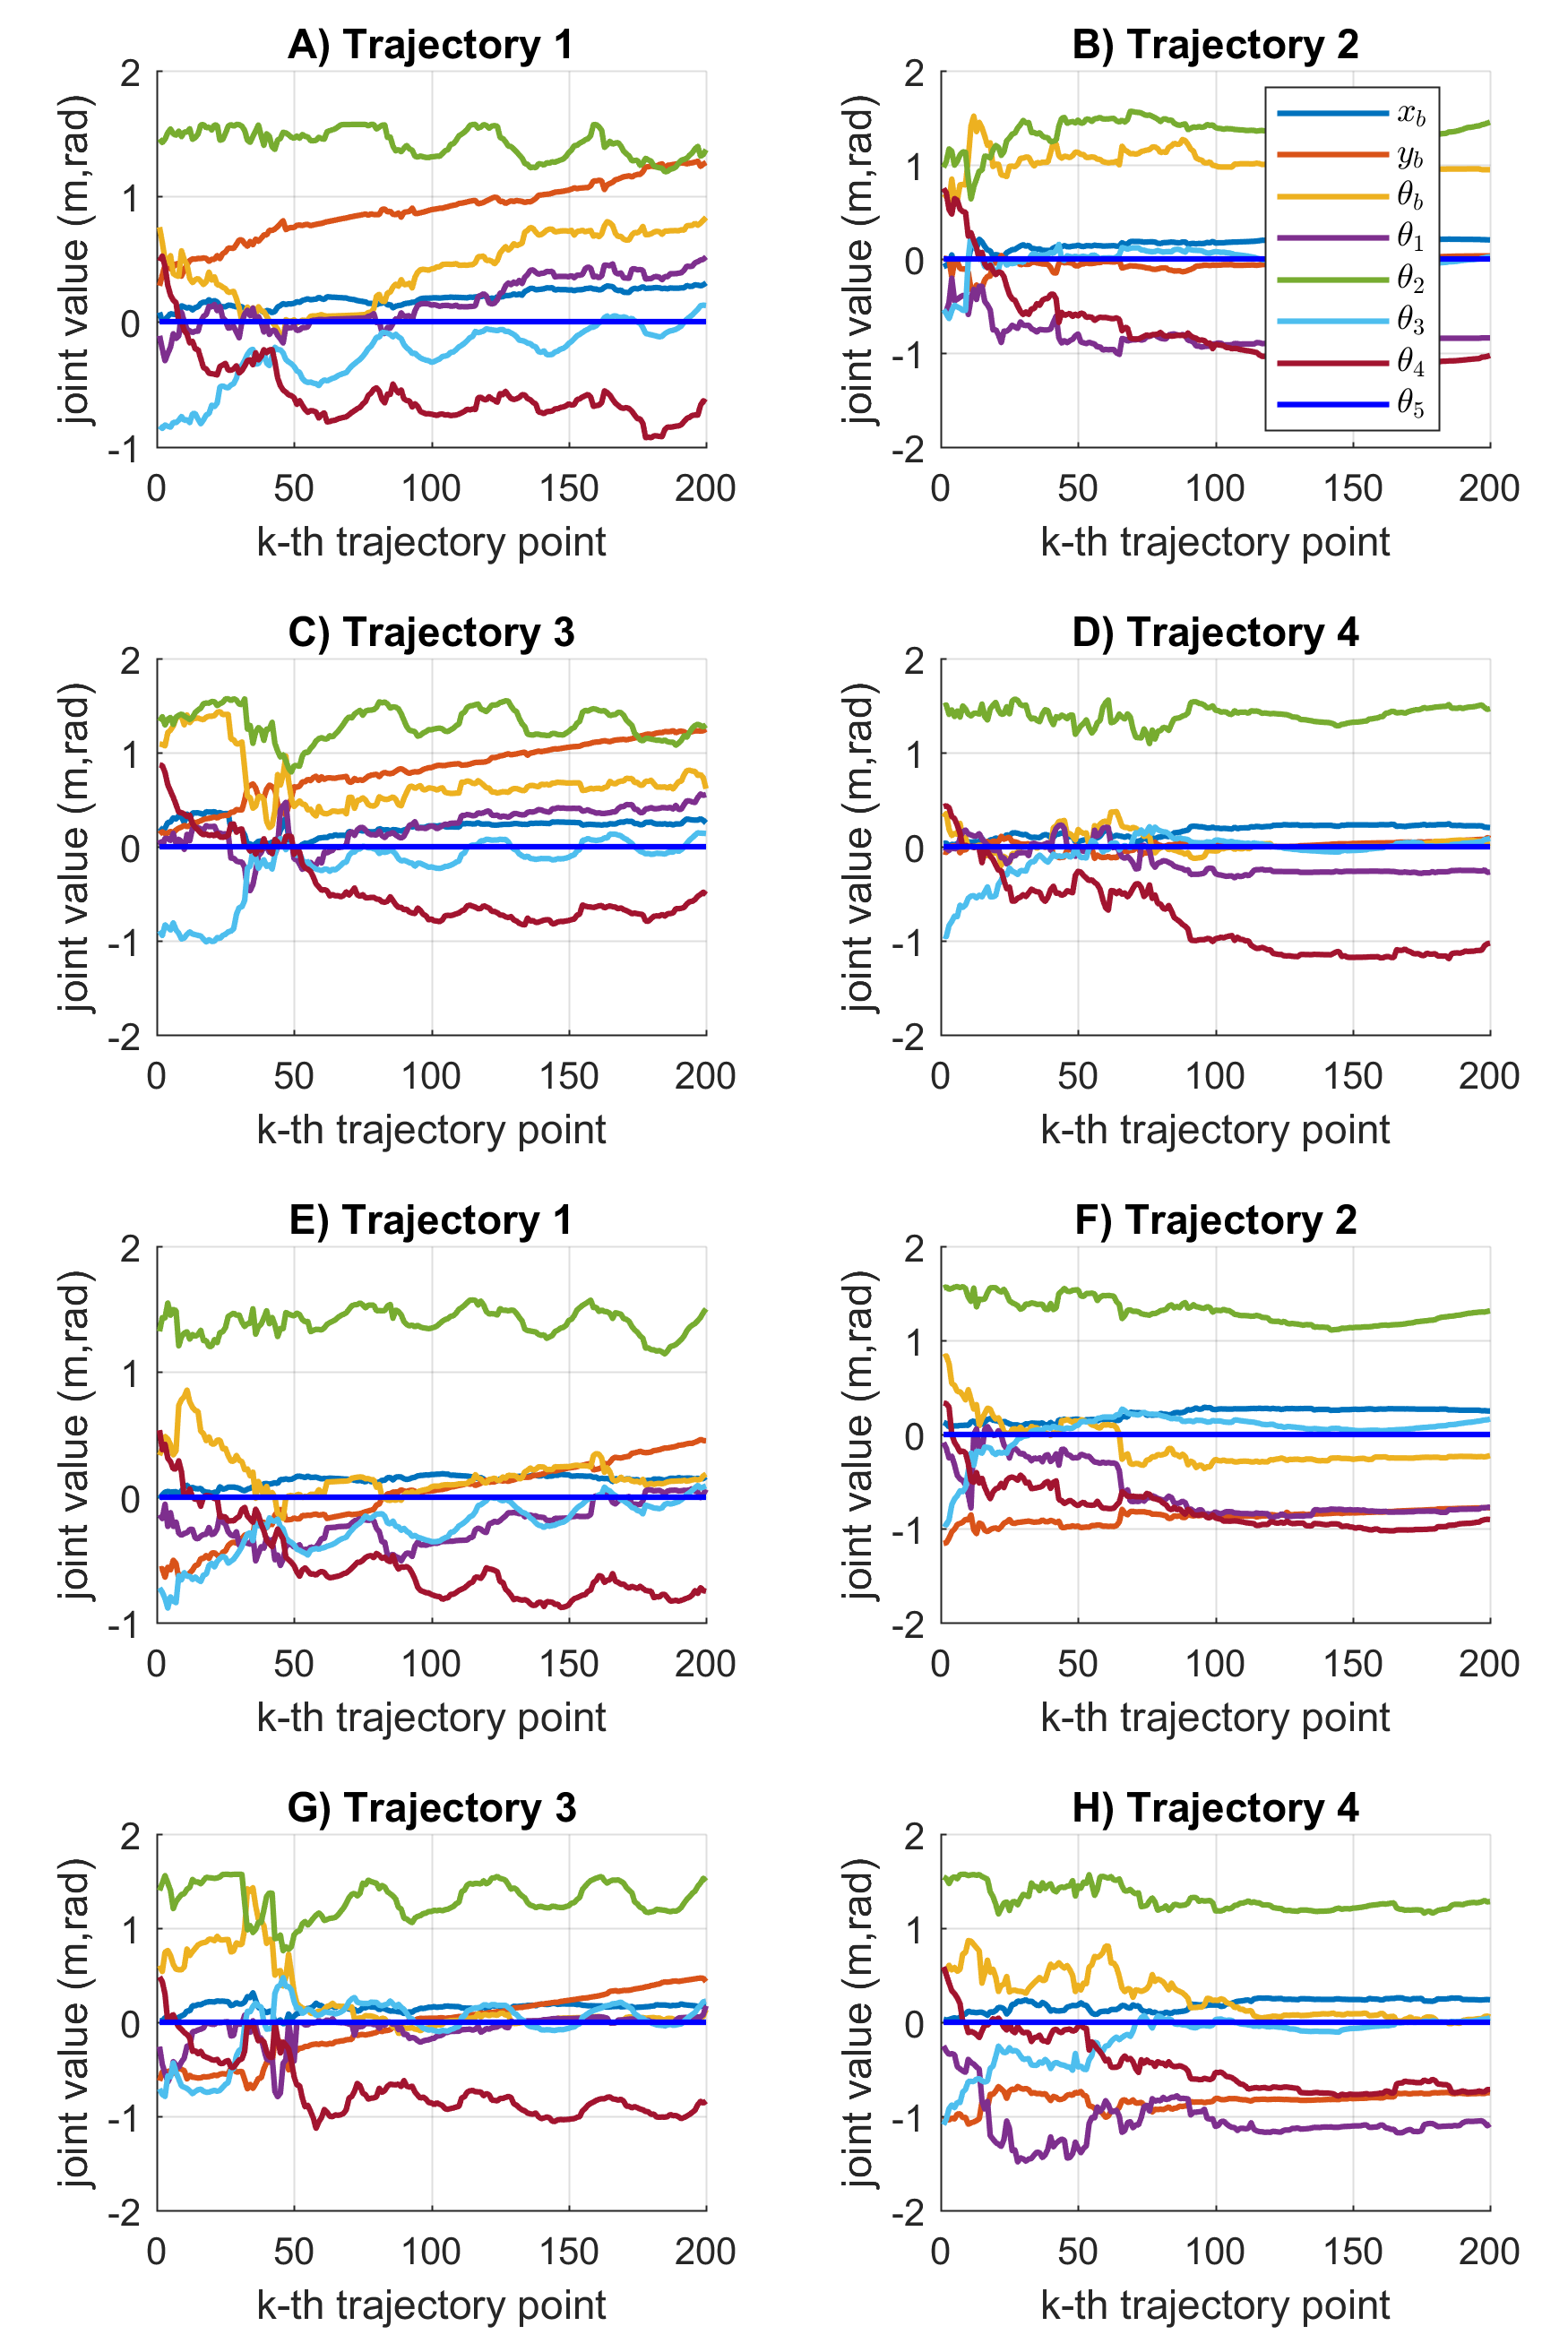 A) Trajectory 1
joint value (m,rad)
2
1
0
-1
0 50 100 150 200
k-th trajectory point
B) Trajectory 2
joint value (m,rad)
2
1
0
-1
-2
0 50 100 150 200
k-th trajectory point
x_b
y_b
θ_b
θ_1
θ_2
θ_3
θ_4
θ_5
C) Trajectory 3
joint value (m,rad)
2
1
0
-1
-2
0 50 100 150 200
k-th trajectory point
D) Trajectory 4
joint value (m,rad)
2
1
0
-1
-2
0 50 100 150 200
k-th trajectory point
E) Trajectory 1
joint value (m,rad)
2
1
0
-1
0 50 100 150 200
k-th trajectory point
F) Trajectory 2
joint value (m,rad)
2
1
0
-1
-2
0 50 100 150 200
k-th trajectory point
G) Trajectory 3
joint value (m,rad)
2
1
0
-1
-2
0 50 100 150 200
k-th trajectory point
H) Trajectory 4
joint value (m,rad)
2
1
0
-1
-2
0 50 100 150 200
k-th trajectory point